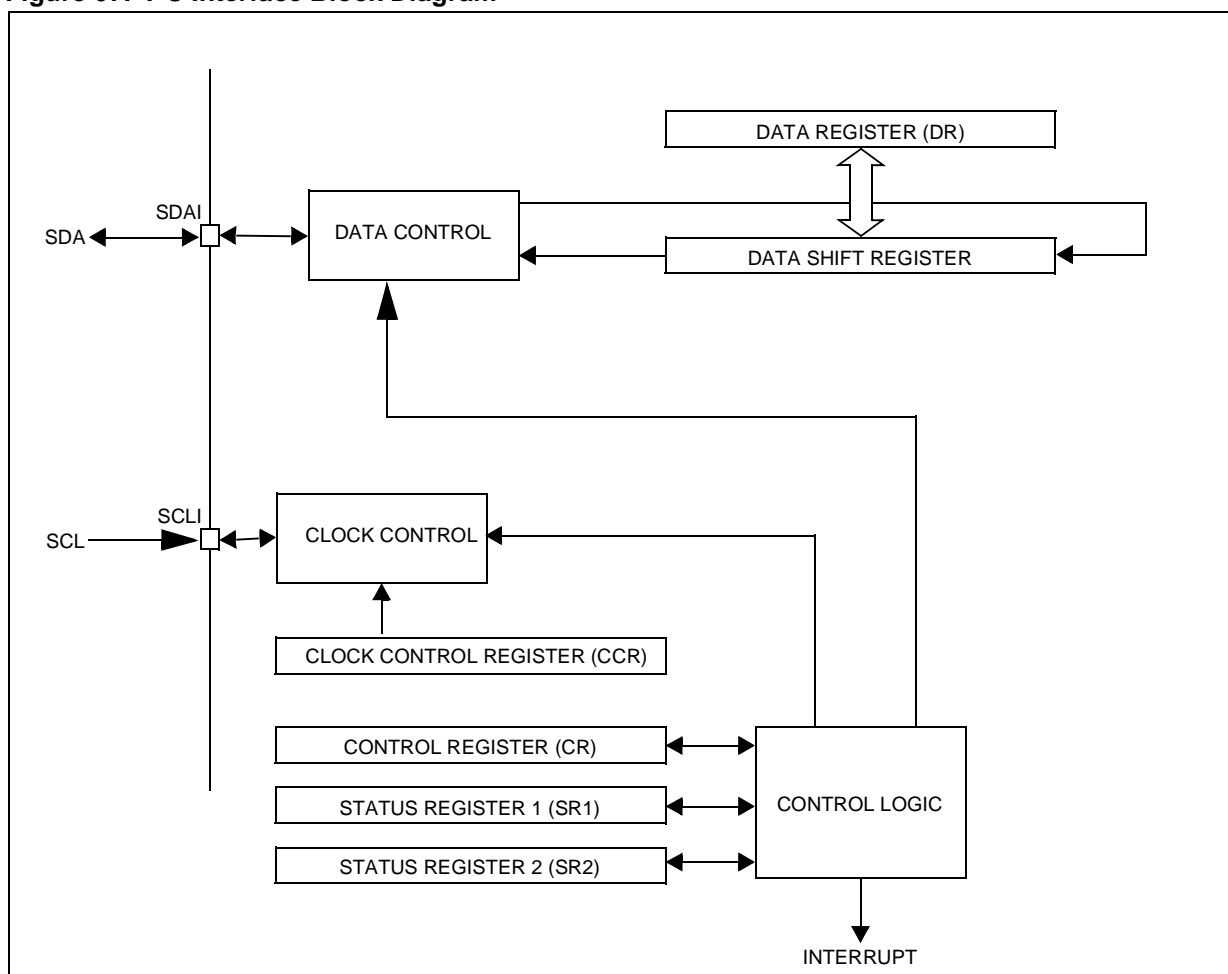 DATA REGISTER (DR)
SDAI
SDA
DATA CONTROL
DATA SHIFT REGISTER
SCLI
SCL
CLOCK CONTROL
CLOCK CONTROL REGISTER (CCR)
CONTROL REGISTER (CR)
STATUS REGISTER 1 (SR1)
CONTROL LOGIC
STATUS REGISTER 2 (SR2)
INTERRUPT